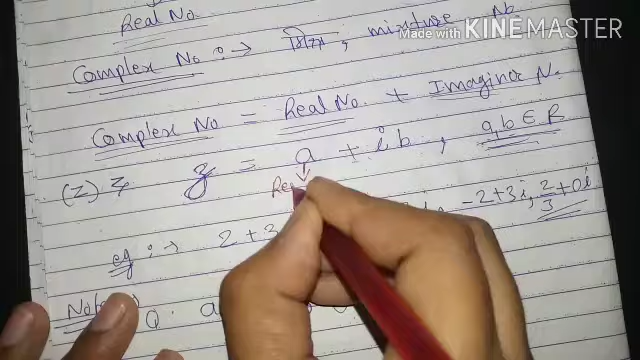 Real No.
Complex No :→ मिश्र, mixture No
Made with KINEMASTER
Complex No = Real No. + Imagina N.
(Z) z z = a + ib, a,b ∈ R
Re
eg :→ 2+3 -2+3i, 2/3+0i
Note